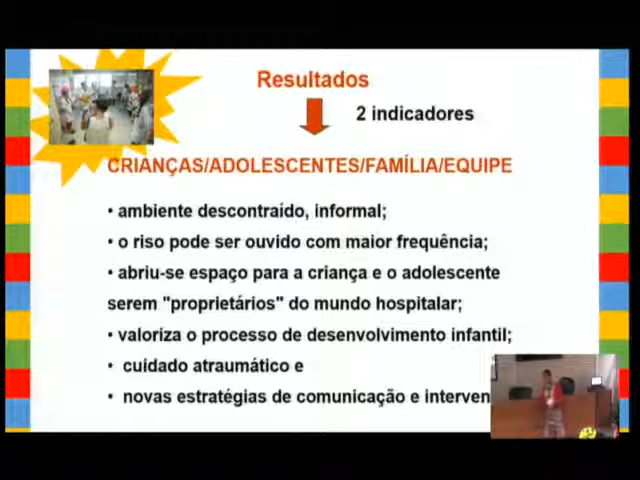 Resultados
2 indicadores
CRIANÇAS/ADOLESCENTES/FAMÍLIA/EQUIPE
• ambiente descontraído, informal;
• o riso pode ser ouvido com maior frequência;
• abriu-se espaço para a criança e o adolescente
serem "proprietários" do mundo hospitalar;
• valoriza o processo de desenvolvimento infantil;
• cuidado atraumático e
• novas estratégias de comunicação e interven